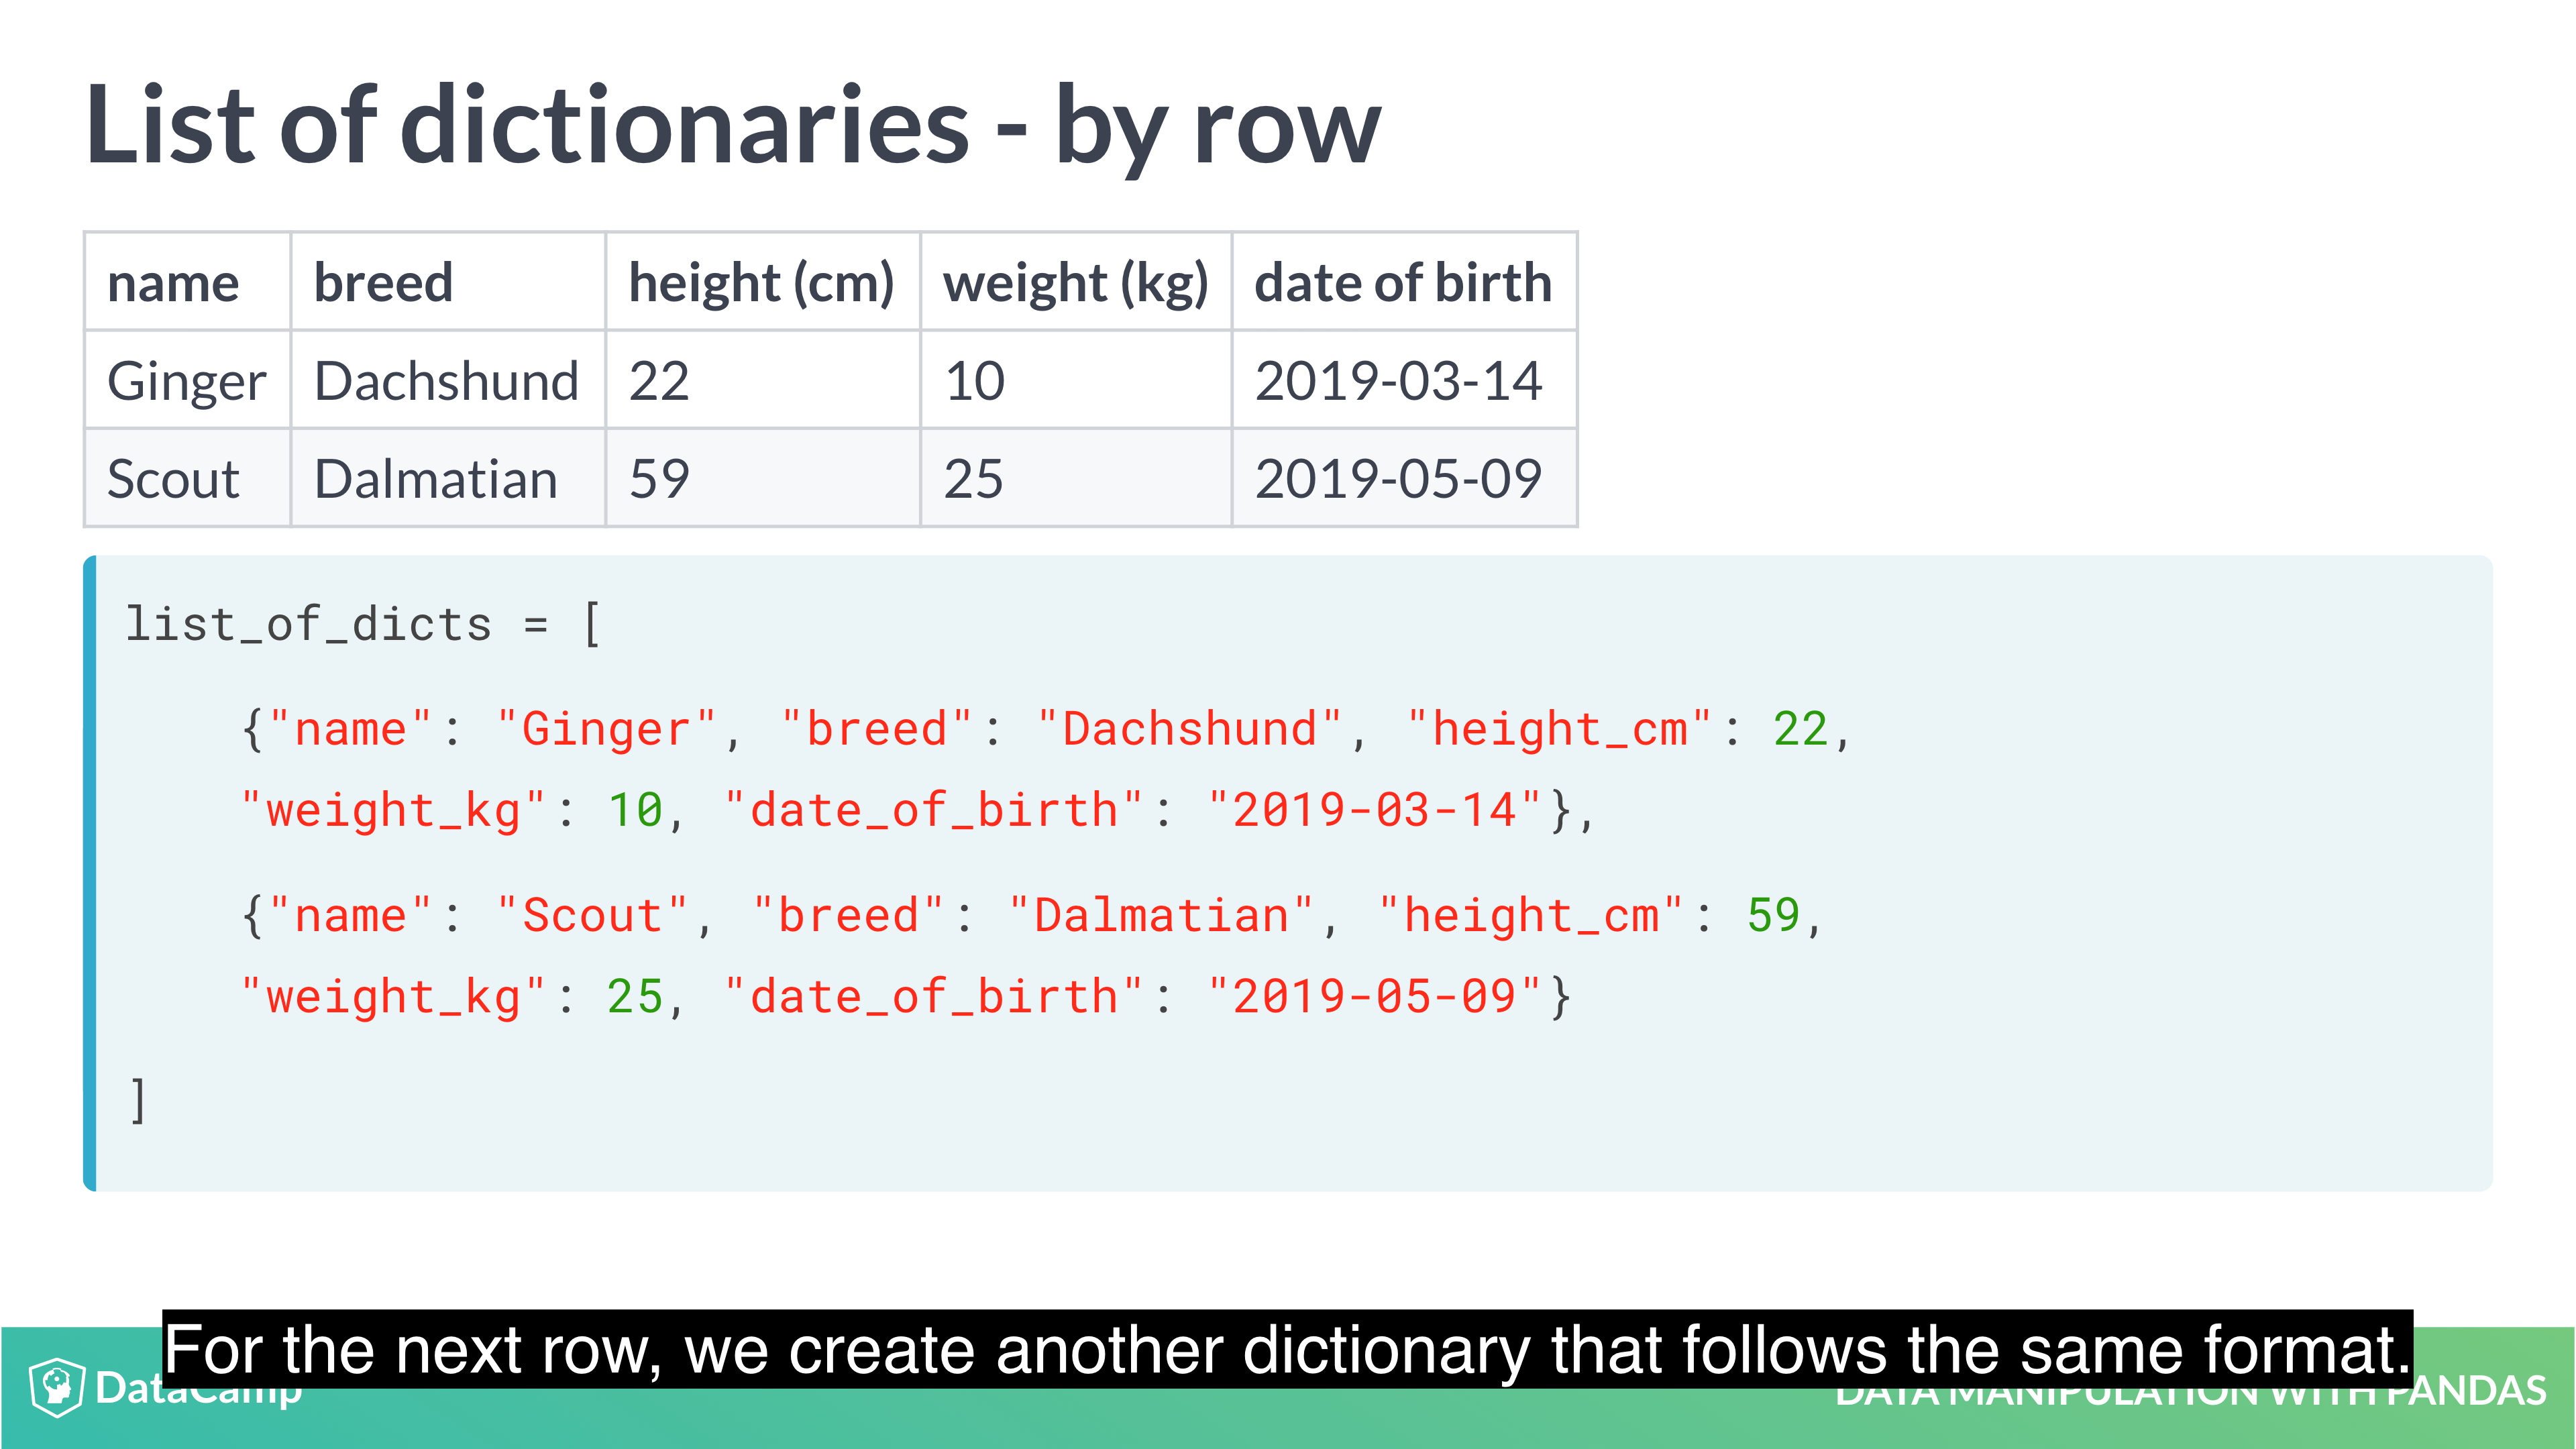 List of dictionaries - by row
name breed height (cm) weight (kg) date of birth
Ginger Dachshund 22 10 2019-03-14
Scout Dalmatian 59 25 2019-05-09
list_of_dicts = [
{"name": "Ginger", "breed": "Dachshund", "height_cm": 22,
"weight_kg": 10, "date_of_birth": "2019-03-14"},
{"name": "Scout", "breed": "Dalmatian", "height_cm": 59,
"weight_kg": 25, "date_of_birth": "2019-05-09"}
]
For the next row, we create another dictionary that follows the same format.
DataCamp
DATA MANIPULATION WITH PANDAS